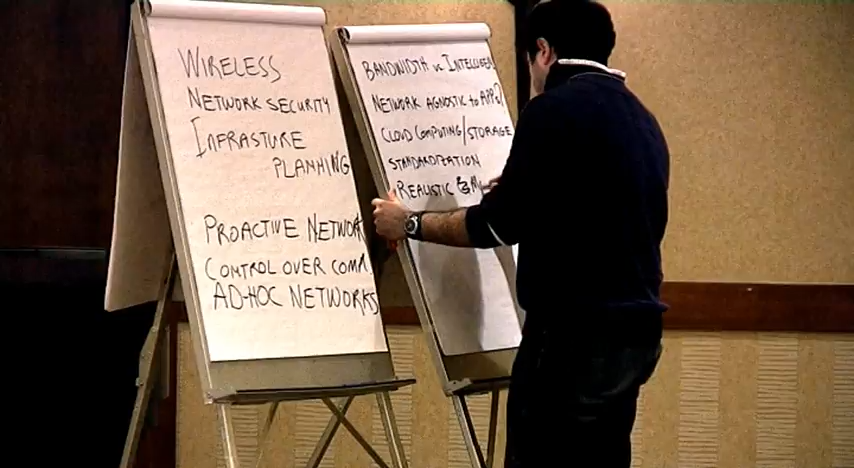 WIRELESS
NETWORK SECURITY
INFRASTURE
PLANNING
PROACTIVE NETWORK
CONTROL OVER COMM.
AD-HOC NETWORKS
BANDWIDTH vs. INTELLIGEN
NETWORK AGNOSTIC to APPs?
CLOUD COMPUTING/STORAGE
STANDARDIZATION
REALISTIC